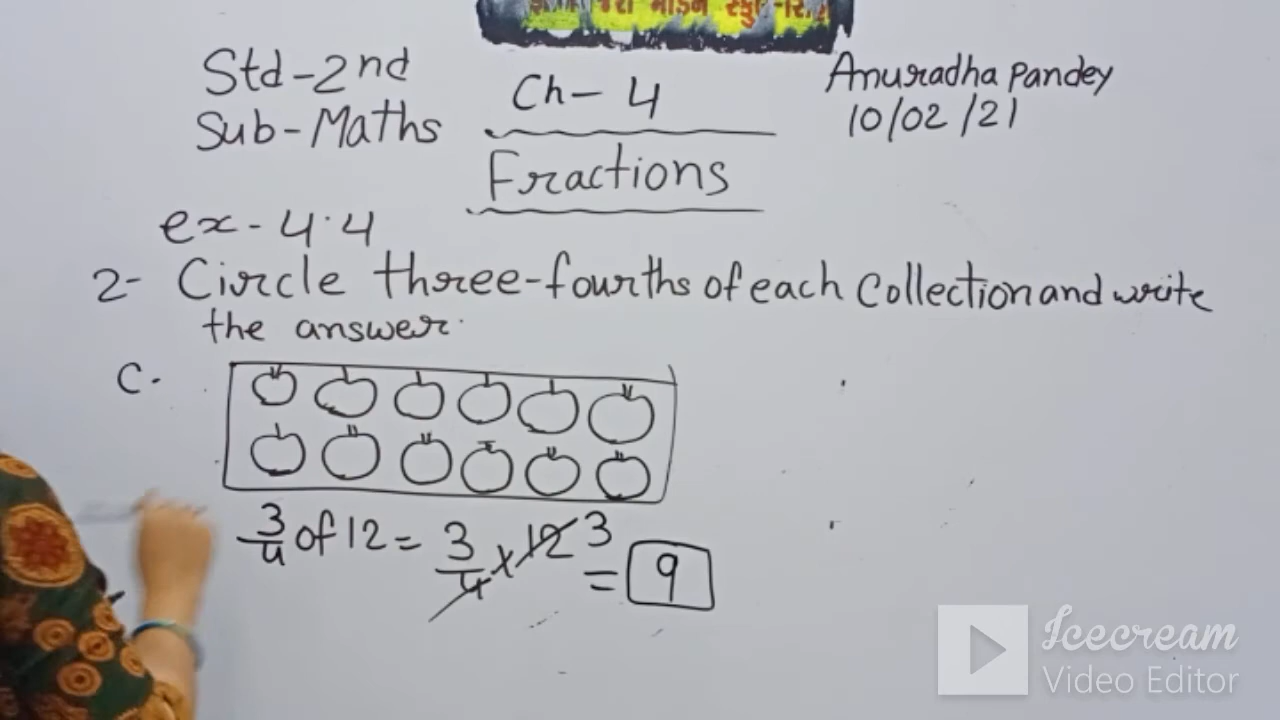 મોડર્ન સ્કુલ
Std-2nd
Sub-Maths
Ch-4
Anuradha Pandey
10/02/21
Fractions
ex-4.4
2- Circle three-fourths of each Collection and write
the answer.
C.
3/4 of 12 = 3/4 x 12 3
= 9
Icecream
Video Editor